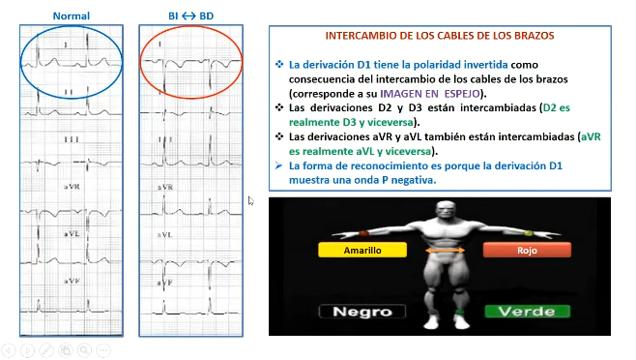 Normal
BI ↔ BD
I
I I
I I I
aVR
aVL
aVF
I
I I
I I I
aVR
aVL
aVF
INTERCAMBIO DE LOS CABLES DE LOS BRAZOS
❖ La derivación D1 tiene la polaridad invertida como
consecuencia del intercambio de los cables de los brazos
(corresponde a su IMAGEN EN ESPEJO).
❖ Las derivaciones D2 y D3 están intercambiadas (D2 es
realmente D3 y viceversa).
❖ Las derivaciones aVR y aVL también están intercambiadas (aVR
es realmente aVL y viceversa).
➢ La forma de reconocimiento es porque la derivación D1
muestra una onda P negativa.
Amarillo
Rojo
Negro
Verde